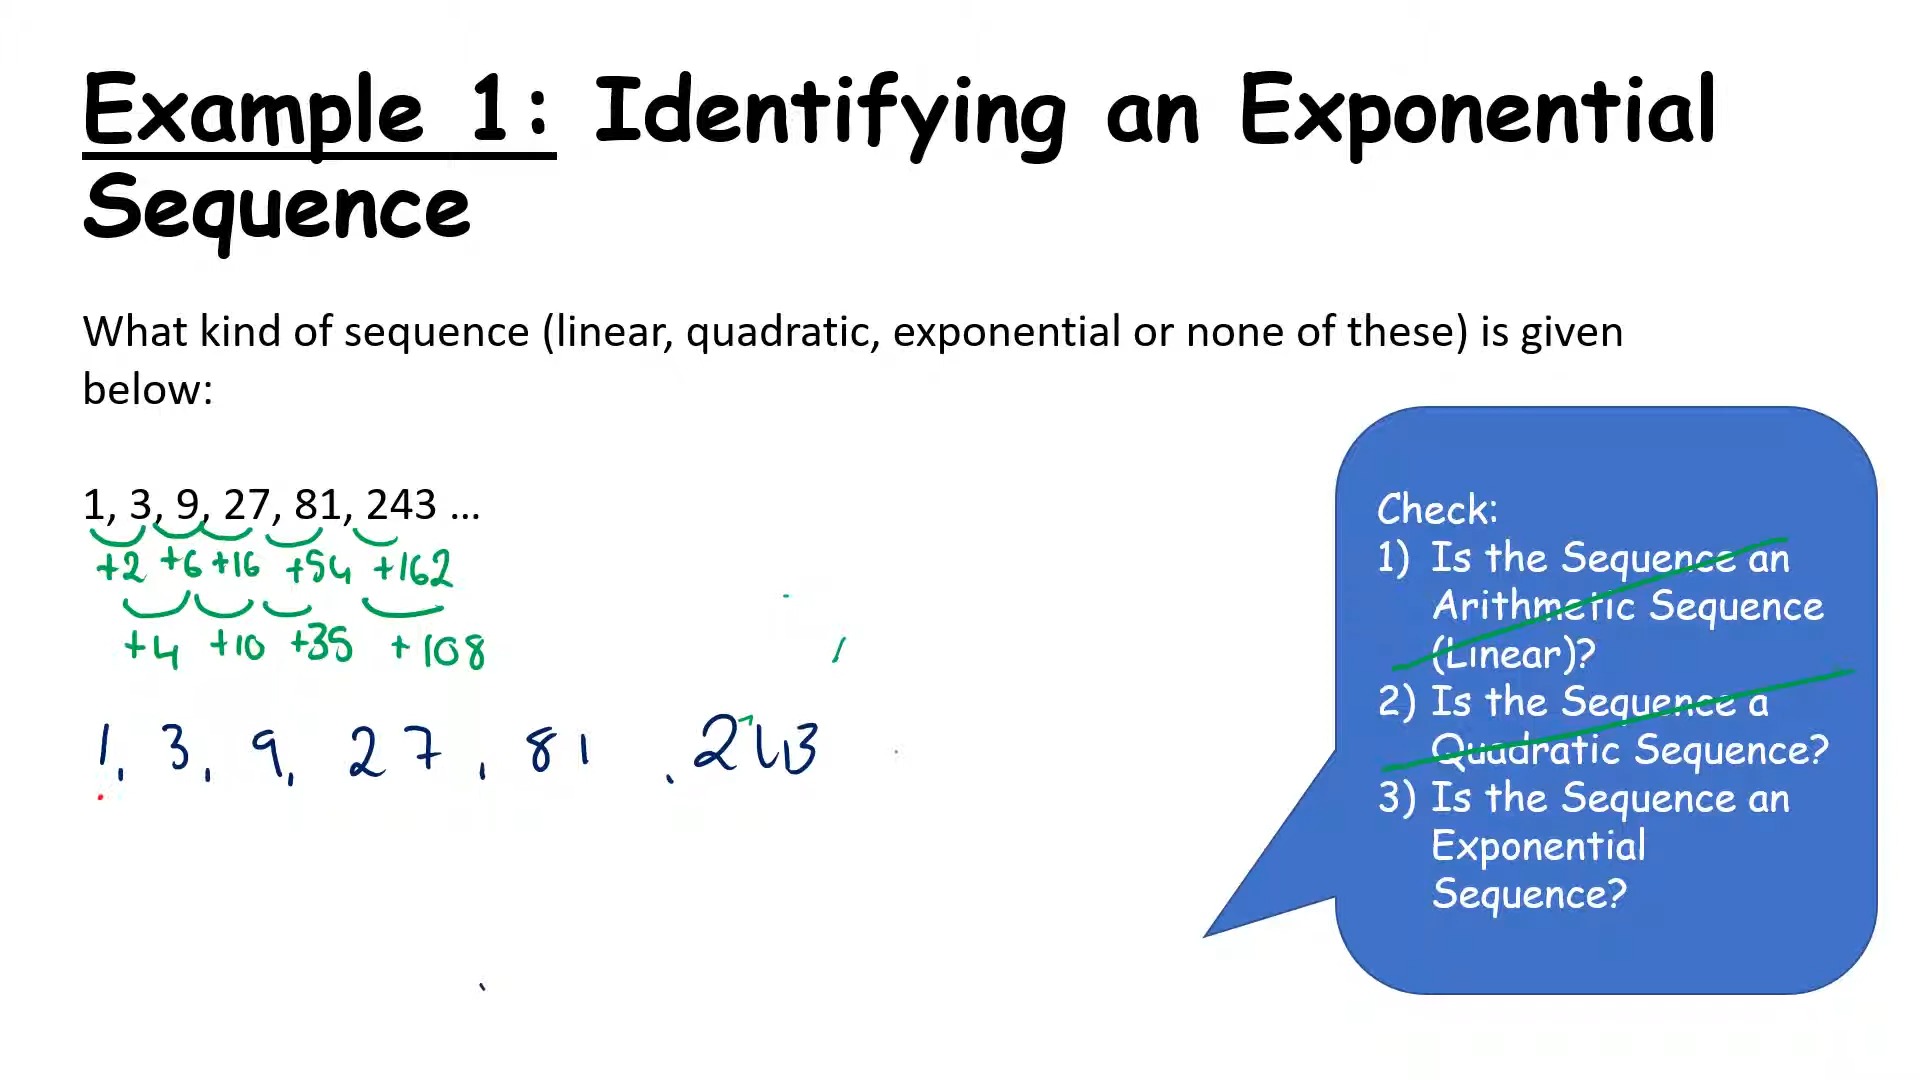 Example 1: Identifying an Exponential
Sequence
What kind of sequence (linear, quadratic, exponential or none of these) is given
below:
1, 3, 9, 27, 81, 243 ...
+2 +6 +16 +54 +162
+4 +10 +35 +108
1, 3, 9, 27, 81, 243
Check:
1) Is the Sequence an
Arithmetic Sequence
(Linear)?
2) Is the Sequence a
Quadratic Sequence?
3) Is the Sequence an
Exponential
Sequence?